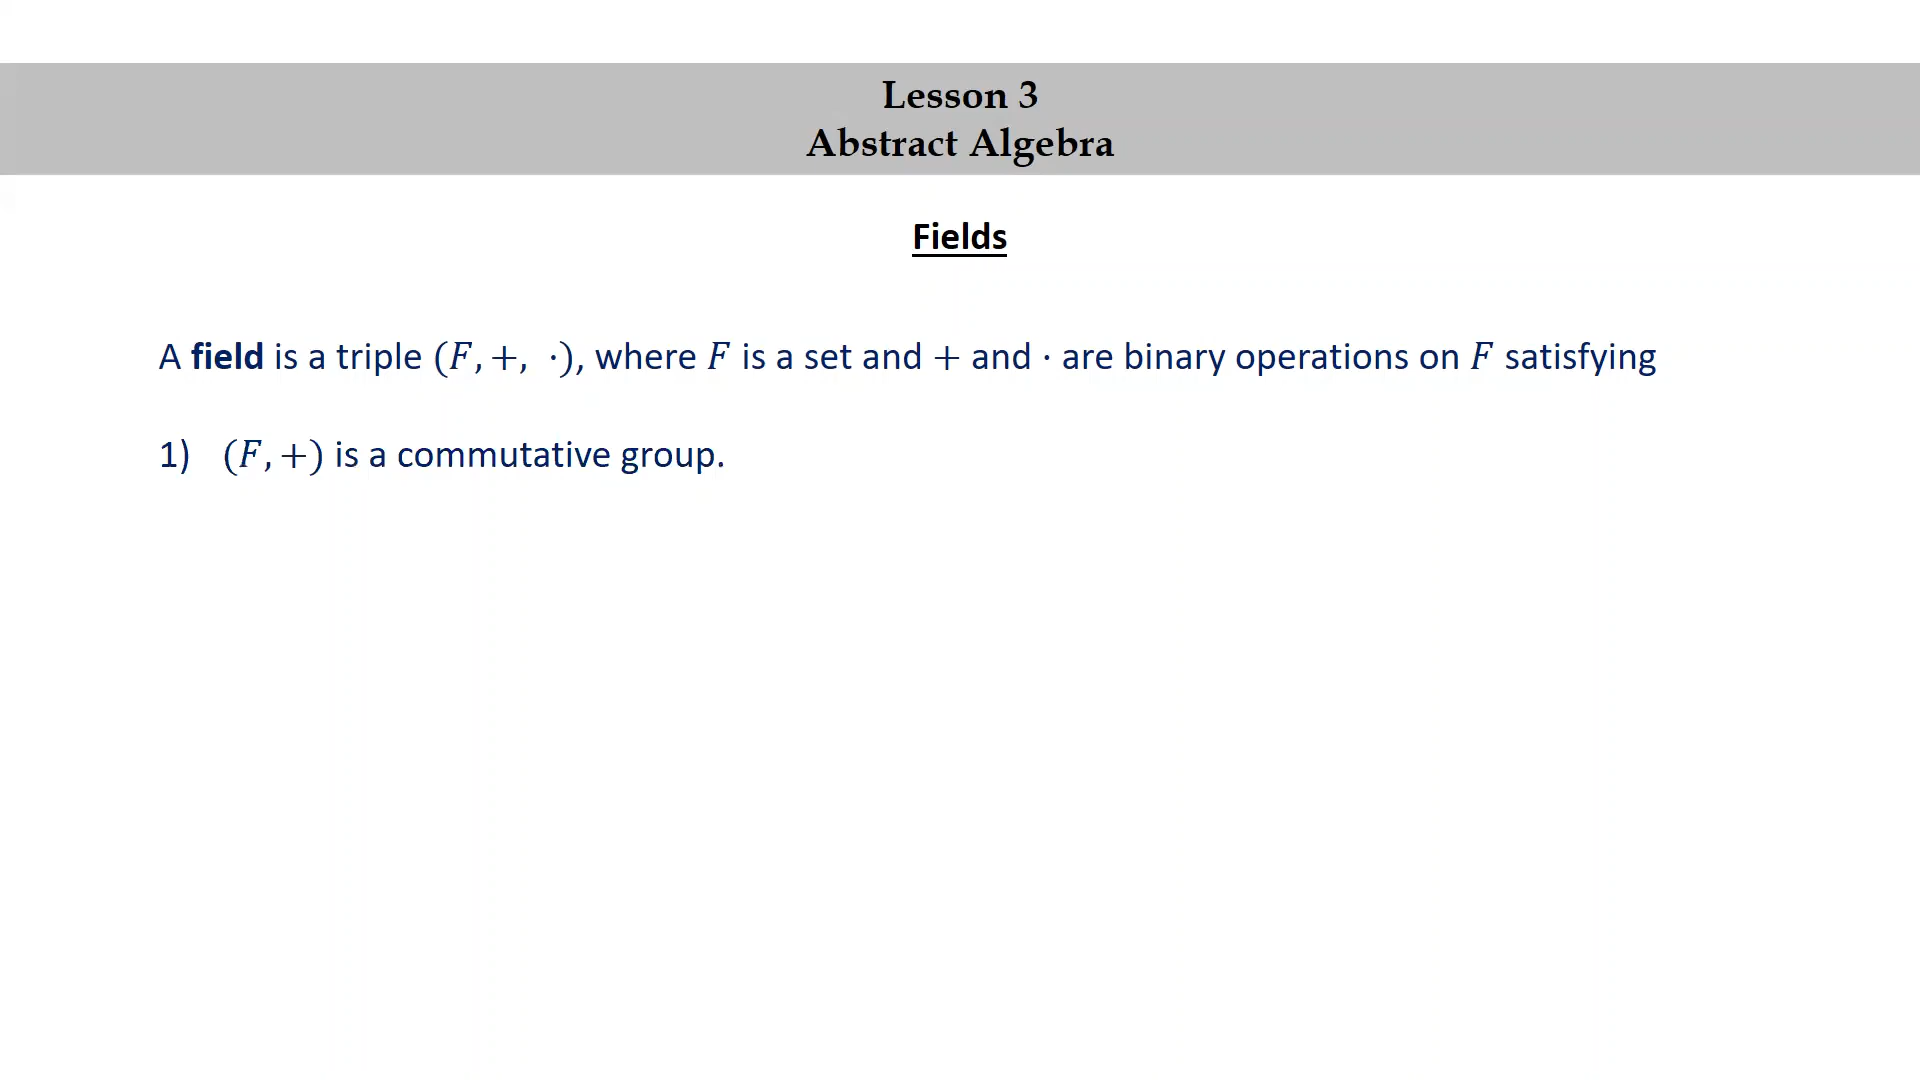 Lesson 3
Abstract Algebra
Fields
A field is a triple (𝐹, +, ·), where 𝐹 is a set and + and · are binary operations on 𝐹 satisfying
1) (𝐹, +) is a commutative group.